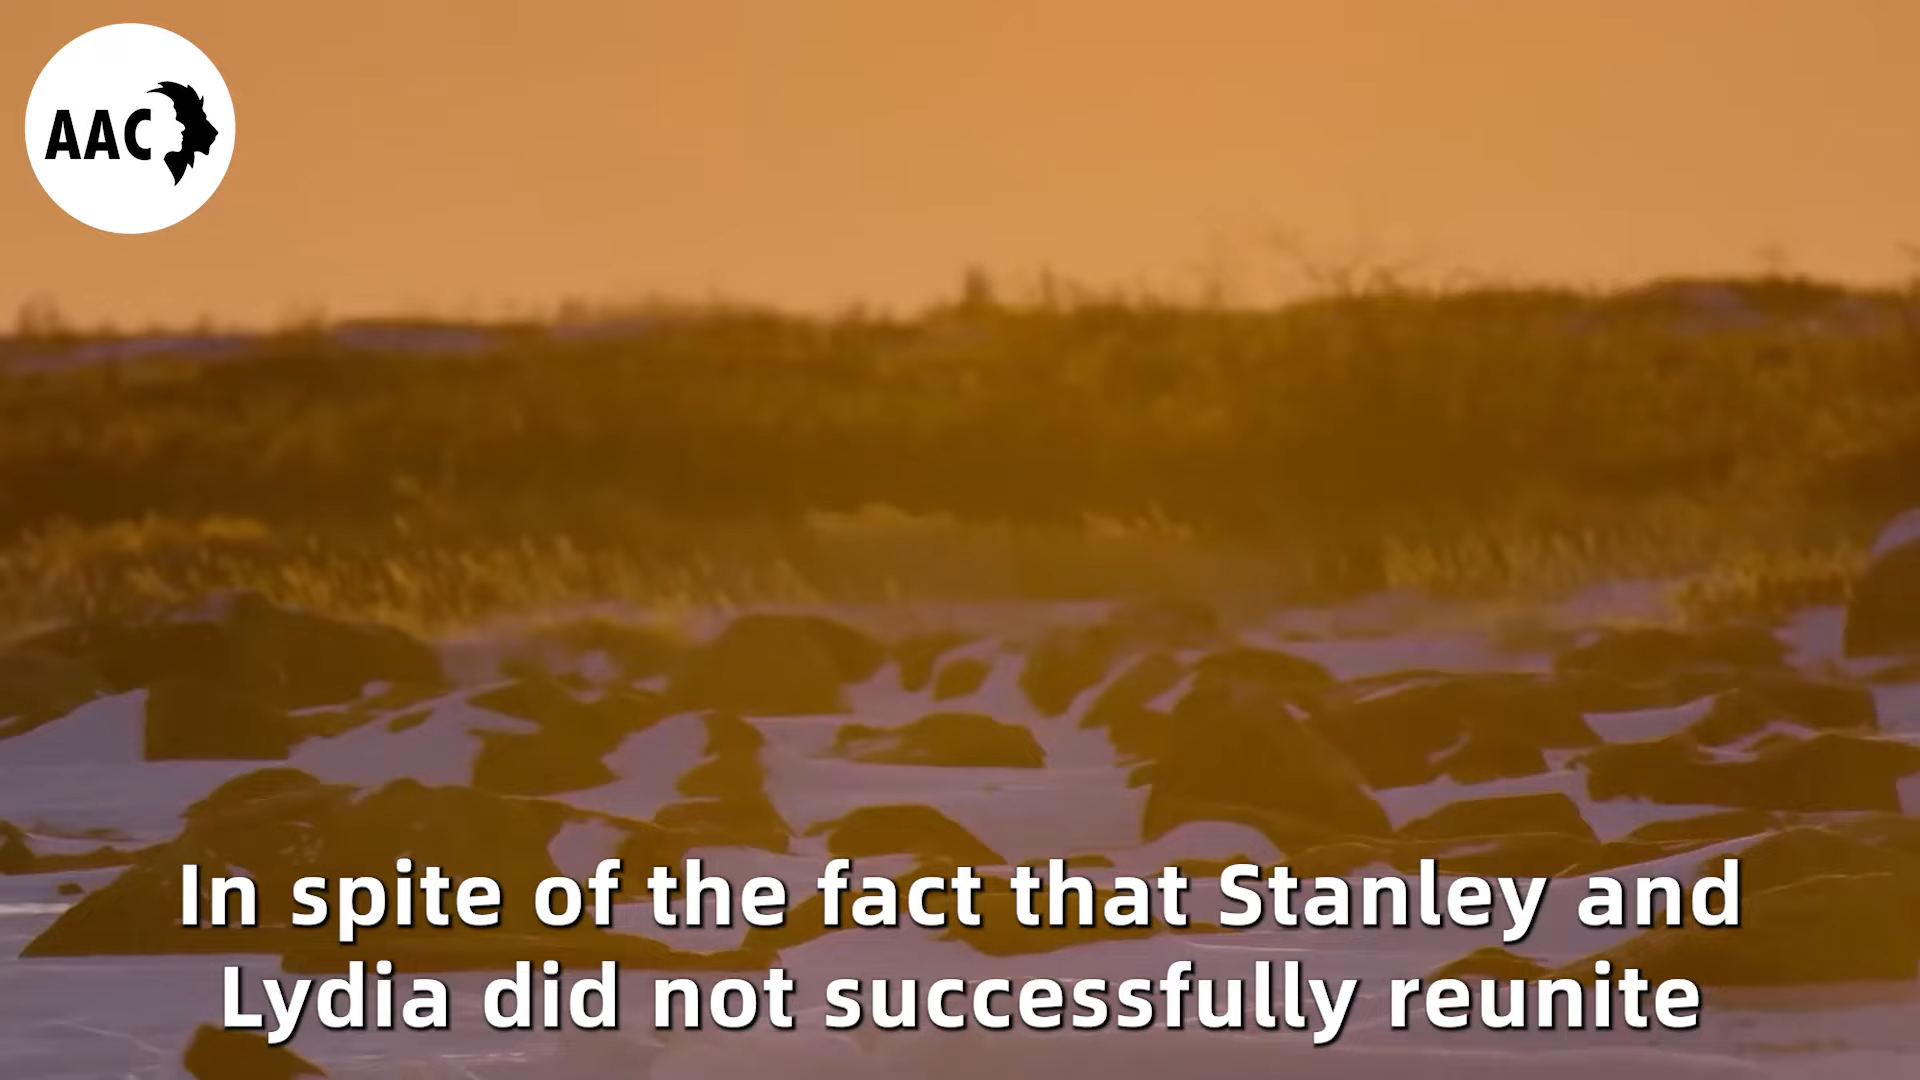 AAC
In spite of the fact that Stanley and
Lydia did not successfully reunite